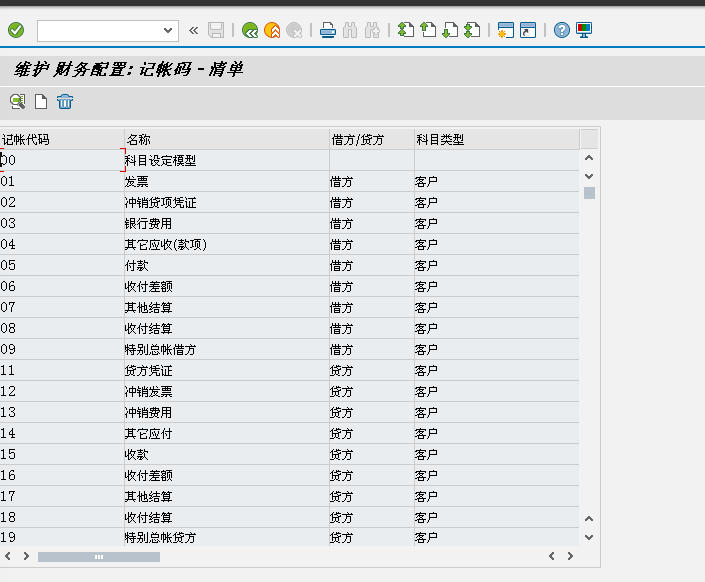 维护 财务配置: 记帐码 - 清单
记帐代码 名称 借方/贷方 科目类型
00 科目设定模型
01 发票 借方 客户
02 冲销贷项凭证 借方 客户
03 银行费用 借方 客户
04 其它应收(款项) 借方 客户
05 付款 借方 客户
06 收付差额 借方 客户
07 其他结算 借方 客户
08 收付结算 借方 客户
09 特别总帐借方 借方 客户
11 贷方凭证 贷方 客户
12 冲销发票 贷方 客户
13 冲销费用 贷方 客户
14 其它应付 贷方 客户
15 收款 贷方 客户
16 收付差额 贷方 客户
17 其他结算 贷方 客户
18 收付结算 贷方 客户
19 特别总帐贷方 贷方 客户